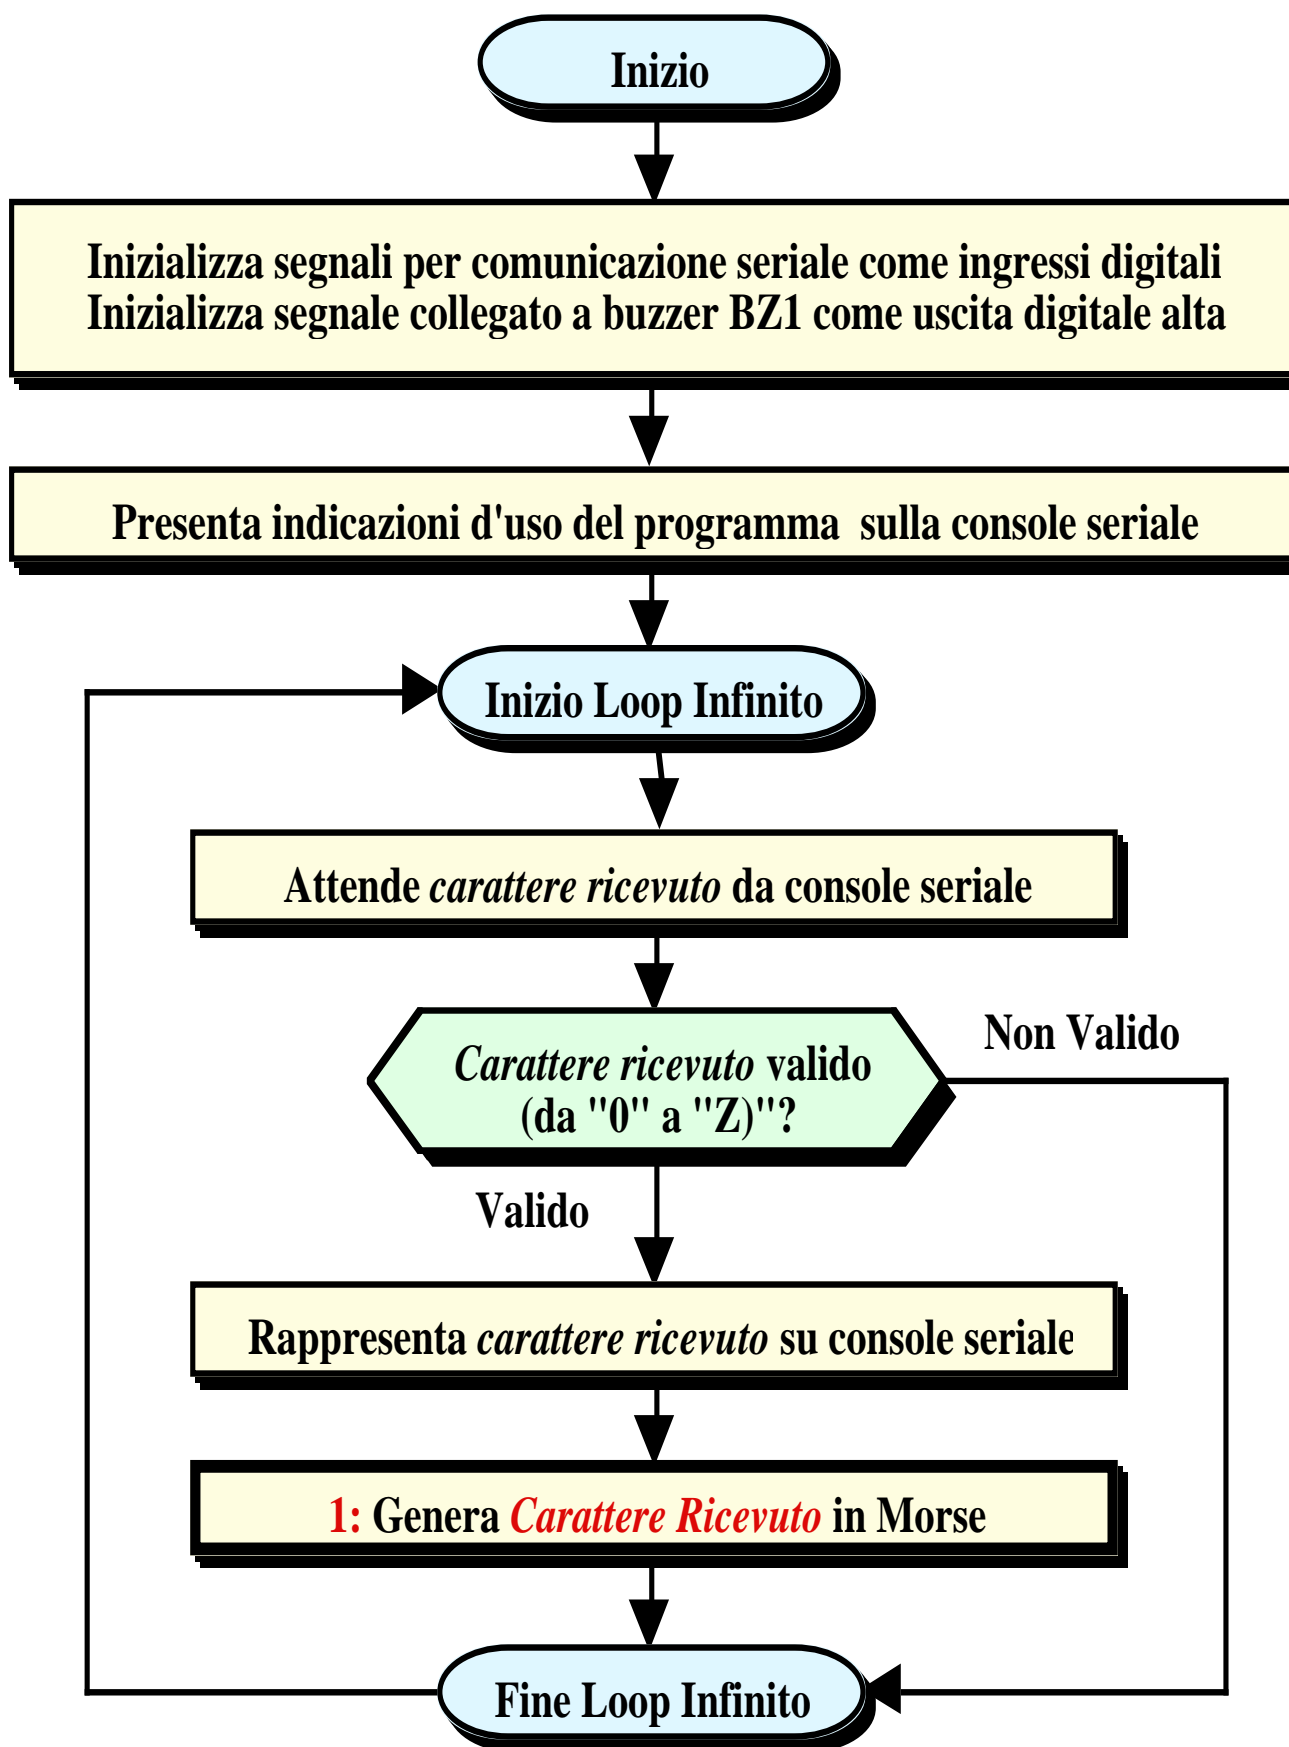 Inizio
Inizializza segnali per comunicazione seriale come ingressi digitali
Inizializza segnale collegato a buzzer BZ1 come uscita digitale alta
Presenta indicazioni d'uso del programma  sulla console seriale
Inizio Loop Infinito
Attende carattere ricevuto da console seriale
Non Valido
Carattere ricevuto valido
(da "0" a "Z)"?
Valido
Rappresenta carattere ricevuto su console seriale
1: Genera Carattere Ricevuto in Morse
Fine Loop Infinito